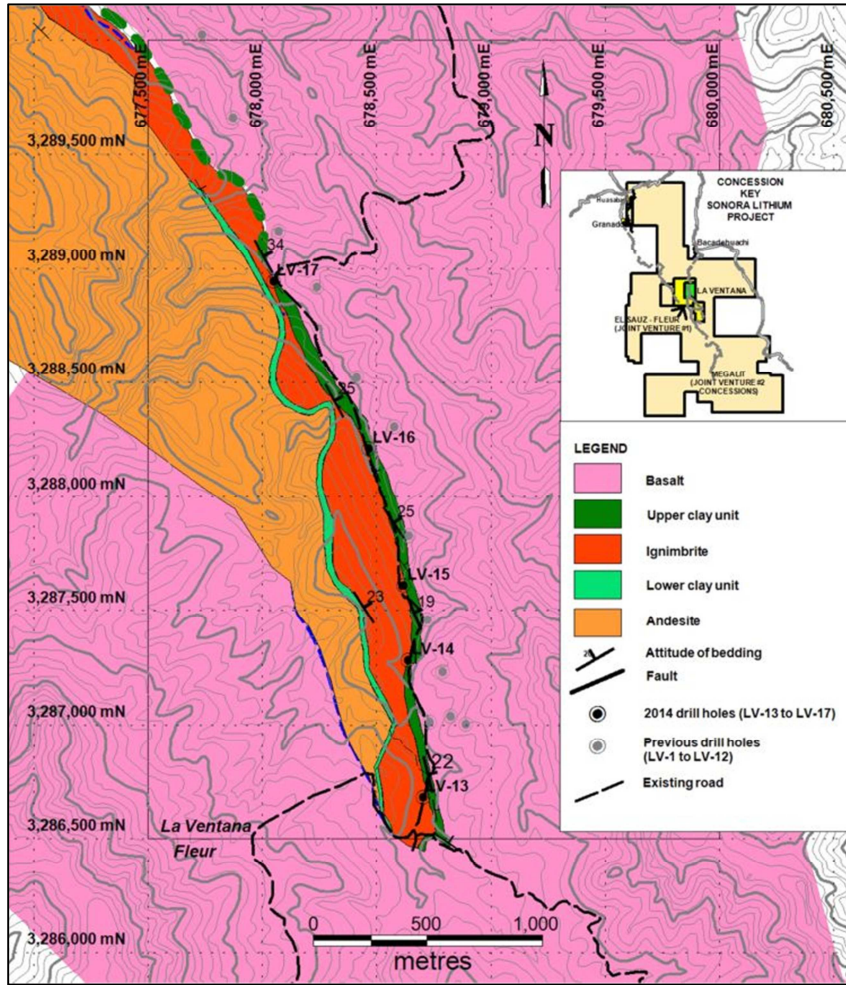 677,500 mE
678,000 mE
678,500 mE
679,000 mE
679,500 mE
680,000 mE
680,500 mE
3,289,500 mN
N
CONCESSION
KEY
SONORA LITHIUM
PROJECT
Granado
Bacadehuachi
LA VENTANA
EL SAUZ - FLEUR
(JOINT VENTURE #1)
MEGALIT
(JOINT VENTURE #2
CONCESSIONS)
34
3,289,000 mN
LV-17
3,288,500 mN
25
LV-16
3,288,000 mN
25
LV-15
3,287,500 mN
23
19
LV-14
3,287,000 mN
22
LV-13
3,286,500 mN
La Ventana
Fleur
3,286,000 mN
0 500 1,000
metres
LEGEND
Basalt
Upper clay unit
Ignimbrite
Lower clay unit
Andesite
Attitude of bedding
Fault
2014 drill holes (LV-13 to LV-17)
Previous drill holes
(LV-1 to LV-12)
Existing road